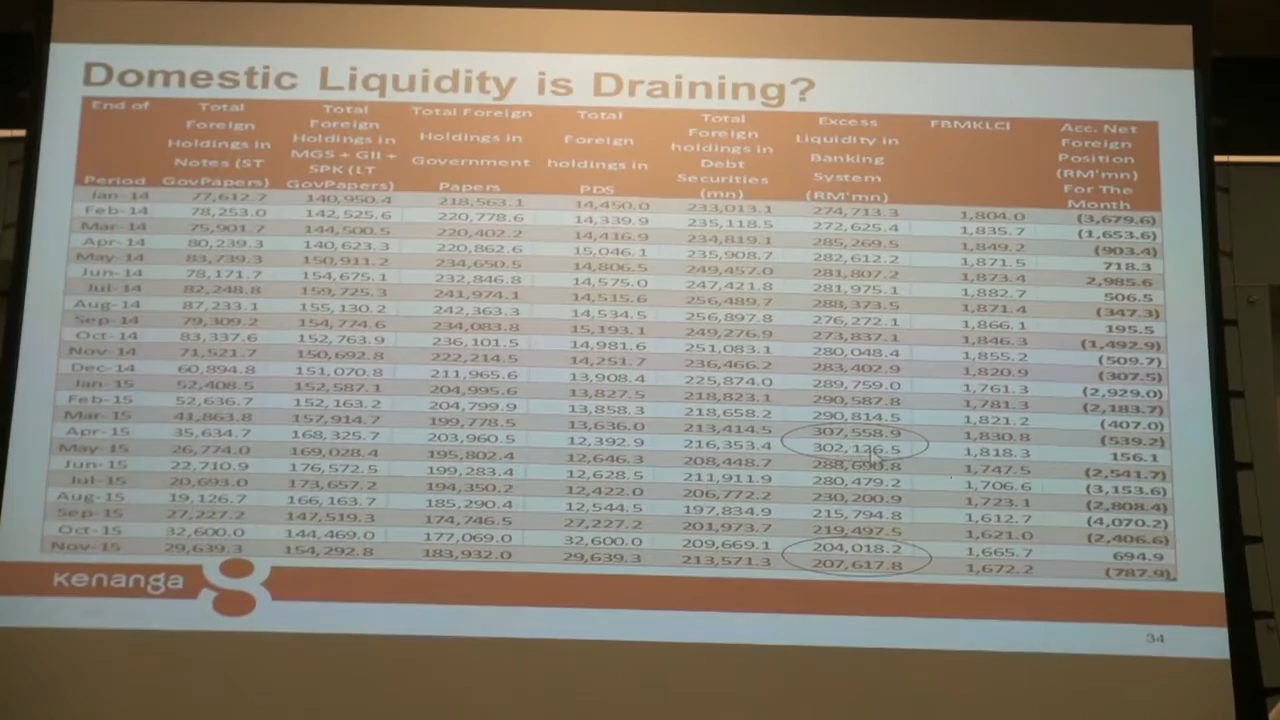 Domestic Liquidity is Draining?
End of Period Total Foreign Holdings in Notes (ST GovPapers) Total Foreign Holdings in MGS + GII + SPK (LT GovPapers) Total Foreign Holdings in Government Papers Total Foreign holdings in PDS Total Foreign holdings in Debt Securities (mn) Excess Liquidity in Banking System (RM'mn) FBMKLCI Acc. Net Foreign Position (RM'mn) For The Month
Jan-14 77,612.7 140,950.4 218,563.1 14,450.0 233,013.1 274,713.3 1,804.0 (3,679.6)
Feb-14 78,253.0 142,525.6 220,778.6 14,339.9 235,118.5 272,625.4 1,835.7 (1,653.6)
Mar-14 75,901.7 144,500.5 220,402.2 14,416.9 234,819.1 285,269.5 1,849.2 (903.4)
Apr-14 80,239.3 140,623.3 220,862.6 15,046.1 235,908.7 282,612.2 1,871.5 718.3
May-14 83,739.3 150,911.2 234,650.5 14,806.5 249,457.0 281,807.2 1,873.4 2,985.6
Jun-14 78,171.7 154,675.1 232,846.8 14,575.0 247,421.8 281,975.1 1,882.7 506.5
Jul-14 82,248.8 159,725.3 241,974.1 14,515.6 256,489.7 288,373.5 1,871.4 (347.3)
Aug-14 87,233.1 155,130.2 242,363.3 14,534.5 256,897.8 276,272.1 1,866.1 195.5
Sep-14 79,309.2 154,774.6 234,083.8 15,193.1 249,276.9 273,837.1 1,846.3 (1,492.9)
Oct-14 83,337.6 152,763.9 236,101.5 14,981.6 251,083.1 280,048.4 1,855.2 (509.7)
Nov-14 71,521.7 150,692.8 222,214.5 14,251.7 236,466.2 283,402.9 1,820.9 (307.5)
Dec-14 60,894.8 151,070.8 211,965.6 13,908.4 225,874.0 289,759.0 1,761.3 (2,929.0)
Jan-15 52,408.5 152,587.1 204,995.6 13,827.5 218,823.1 290,587.8 1,781.3 (2,183.7)
Feb-15 52,636.7 152,163.2 204,799.9 13,858.3 218,658.2 290,814.5 1,821.2 (407.0)
Mar-15 41,863.8 157,914.7 199,778.5 13,636.0 213,414.5 307,558.9 1,830.8 (539.2)
Apr-15 35,634.7 168,325.7 203,960.5 12,392.9 216,353.4 302,126.5 1,818.3 156.1
May-15 26,774.0 169,028.4 195,802.4 12,646.3 208,448.7 288,690.8 1,747.5 (2,541.7)
Jun-15 22,710.9 176,572.5 199,283.4 12,628.5 211,911.9 280,479.2 1,706.6 (3,153.6)
Jul-15 20,693.0 173,657.2 194,350.2 12,422.0 206,772.2 230,200.9 1,723.1 (2,808.4)
Aug-15 19,126.7 166,163.7 185,290.4 12,544.5 197,834.9 215,794.8 1,612.7 (4,070.2)
Sep-15 27,227.2 147,519.3 174,746.5 27,227.2 201,973.7 219,497.5 1,621.0 (2,406.6)
Oct-15 32,600.0 144,469.0 177,069.0 32,600.0 209,669.1 204,018.2 1,665.7 694.9
Nov-15 29,639.3 154,292.8 183,932.0 29,639.3 213,571.3 207,617.8 1,672.2 (787.9)
kenanga
34